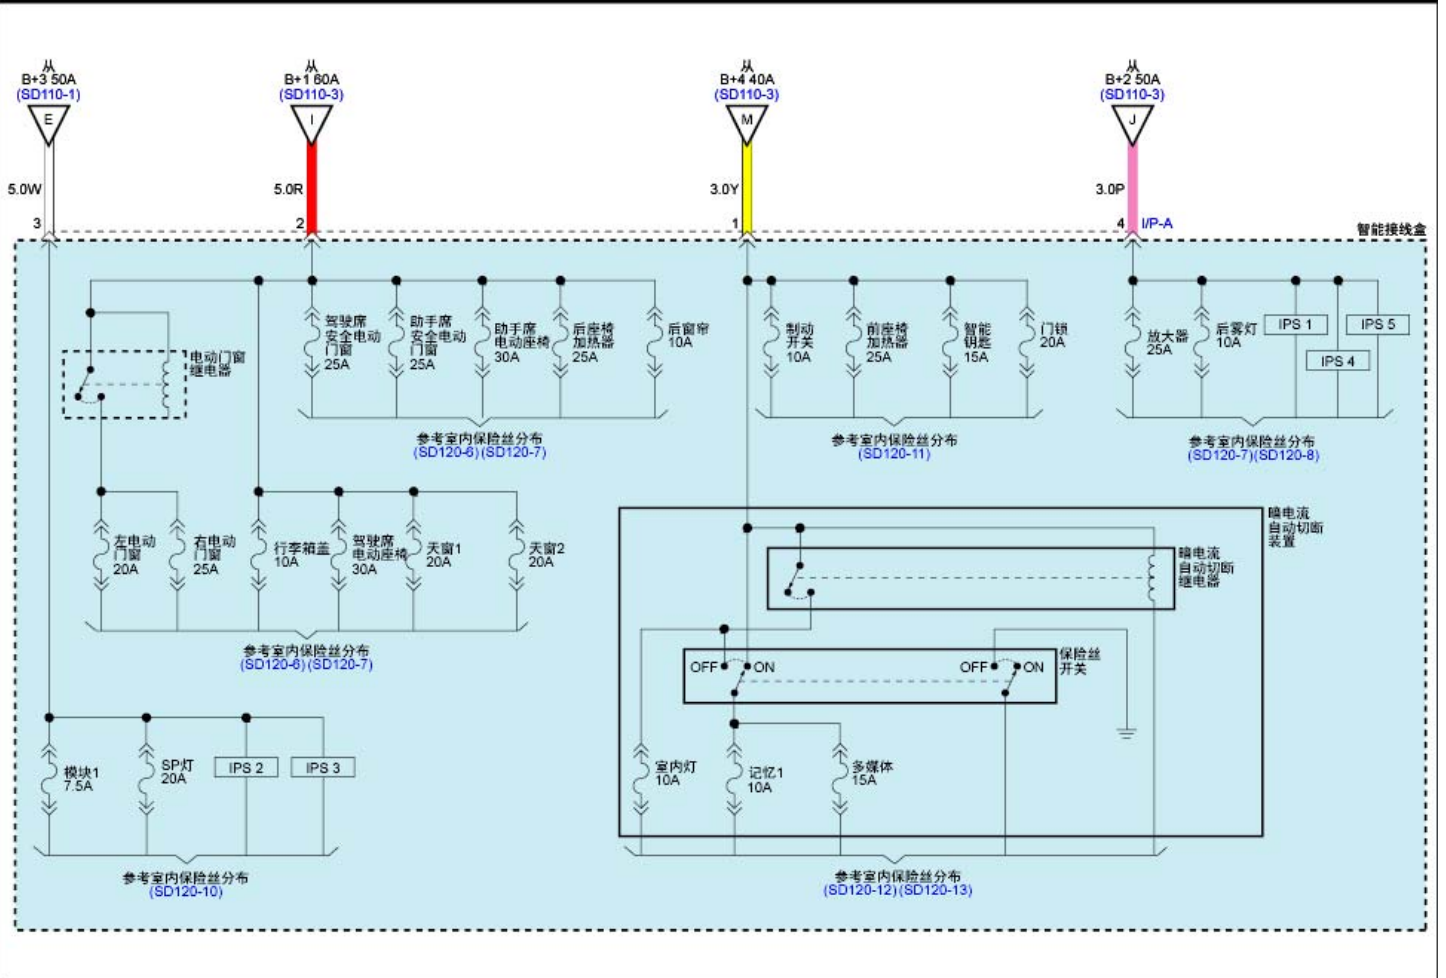 B+3 50A
(SD110-1)
E
5.0W
3
B+1 60A
(SD110-3)
I
5.0R
2
B+4 40A
(SD110-3)
M
3.0Y
1
B+2 50A
(SD110-3)
J
3.0P
4
I/P-A
智能接线盒
电动门窗
继电器
驾驶席
安全电动
门窗
25A
助手席
安全电动
门窗
25A
助手席
电动座椅
30A
后座椅
加热器
25A
后窗帘
10A
参考室内保险丝分布
(SD120-6)(SD120-7)
制动
开关
10A
前座椅
加热器
25A
智能
钥匙
15A
门锁
20A
参考室内保险丝分布
(SD120-11)
放大器
25A
后雾灯
10A
IPS 1
IPS 4
IPS 5
参考室内保险丝分布
(SD120-7)(SD120-8)
左电动
门窗
20A
右电动
门窗
25A
行李箱盖
10A
驾驶席
电动座椅
30A
天窗1
20A
天窗2
20A
参考室内保险丝分布
(SD120-6)(SD120-7)
暗电流
自动切断
装置
暗电流
自动切断
继电器
OFF
ON
OFF
ON
保险丝
开关
模块1
7.5A
SP灯
20A
IPS 2
IPS 3
参考室内保险丝分布
(SD120-10)
室内灯
10A
记忆1
10A
多媒体
15A
参考室内保险丝分布
(SD120-12)(SD120-13)